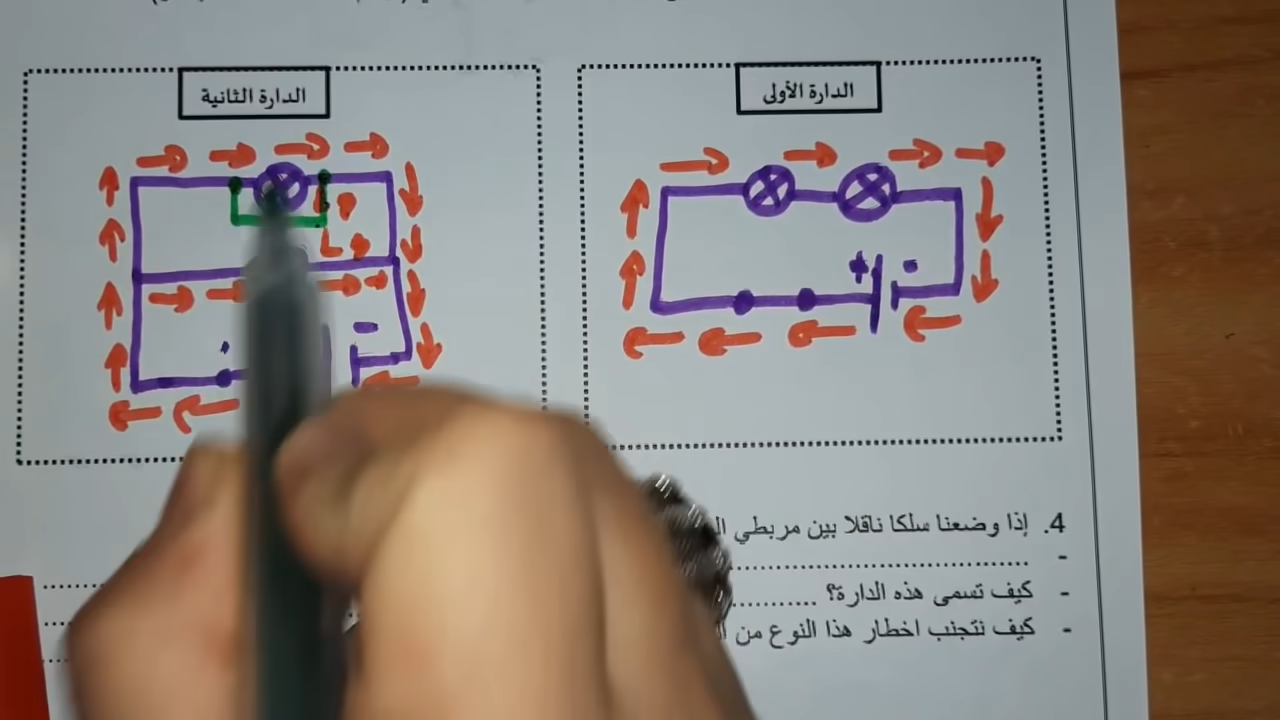 الدارة الأولى
الدارة الثانية
+ -
-
4. إذا وضعنا سلكا ناقلا بين مربطي
- ........................................
- كيف تسمى هذه الدارة؟ ...........
- كيف نتجنب اخطار هذا النوع من